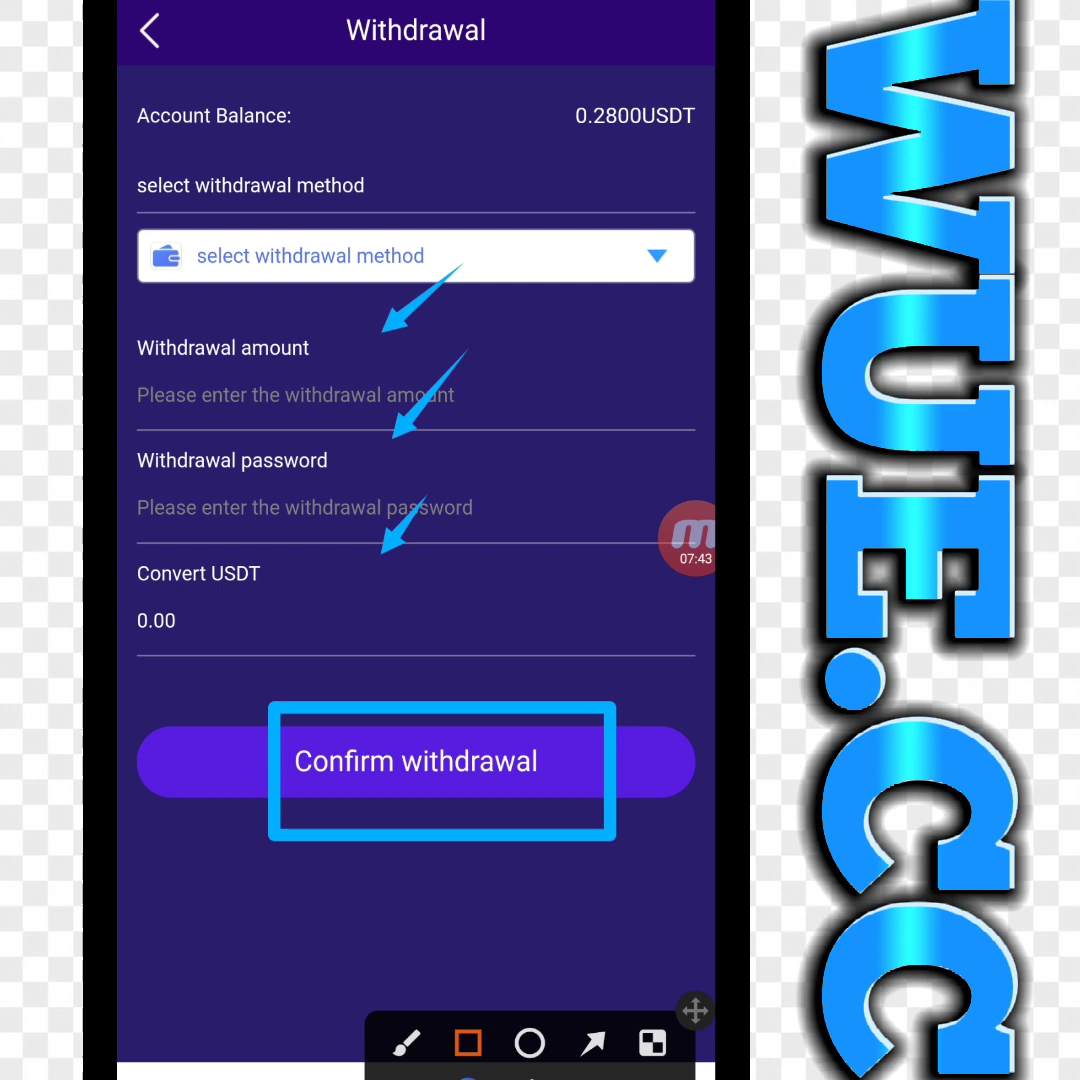 Withdrawal
Account Balance: 0.2800USDT
select withdrawal method
select withdrawal method
Withdrawal amount
Please enter the withdrawal amount
Withdrawal password
Please enter the withdrawal password
m
07:43
Convert USDT
0.00
Confirm withdrawal
WUE.CC